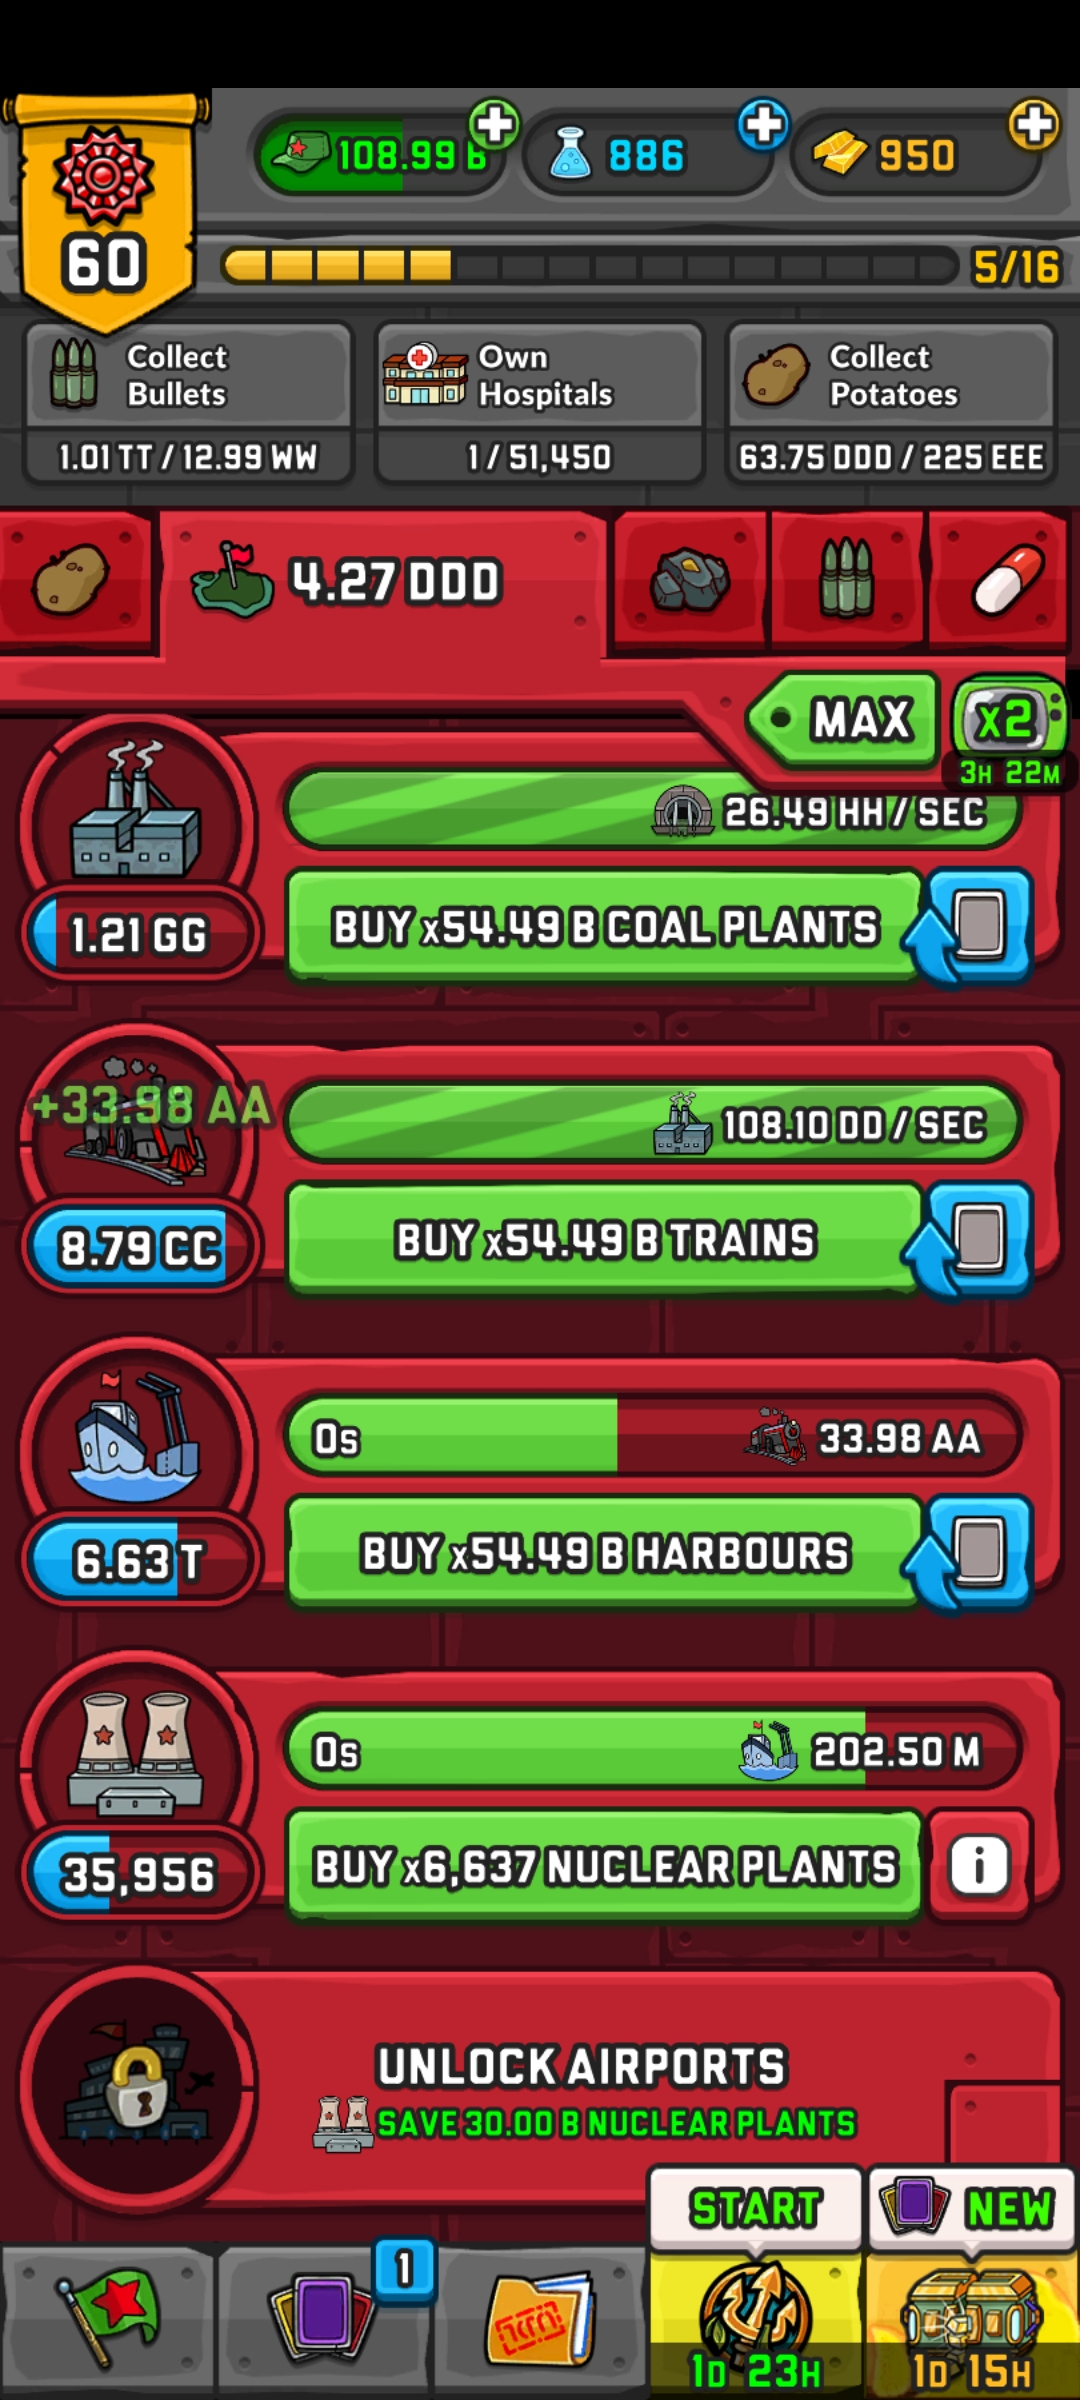 108.99 B
886
950
60
5/16
Collect
Bullets
1.01 TT / 12.99 WW
Own
Hospitals
1 / 51,450
Collect
Potatoes
63.75 DDD / 225 EEE
4.27 DDD
MAX
x2
3H 22M
26.49 HH / SEC
1.21 GG
BUY x54.49 B COAL PLANTS
+33.98 AA
108.10 DD / SEC
8.79 CC
BUY x54.49 B TRAINS
0s
33.98 AA
6.63 T
BUY x54.49 B HARBOURS
0s
202.50 M
35,956
BUY x6,637 NUCLEAR PLANTS
i
UNLOCK AIRPORTS
SAVE 30.00 B NUCLEAR PLANTS
START
NEW
1
1D 23H
1D 15H